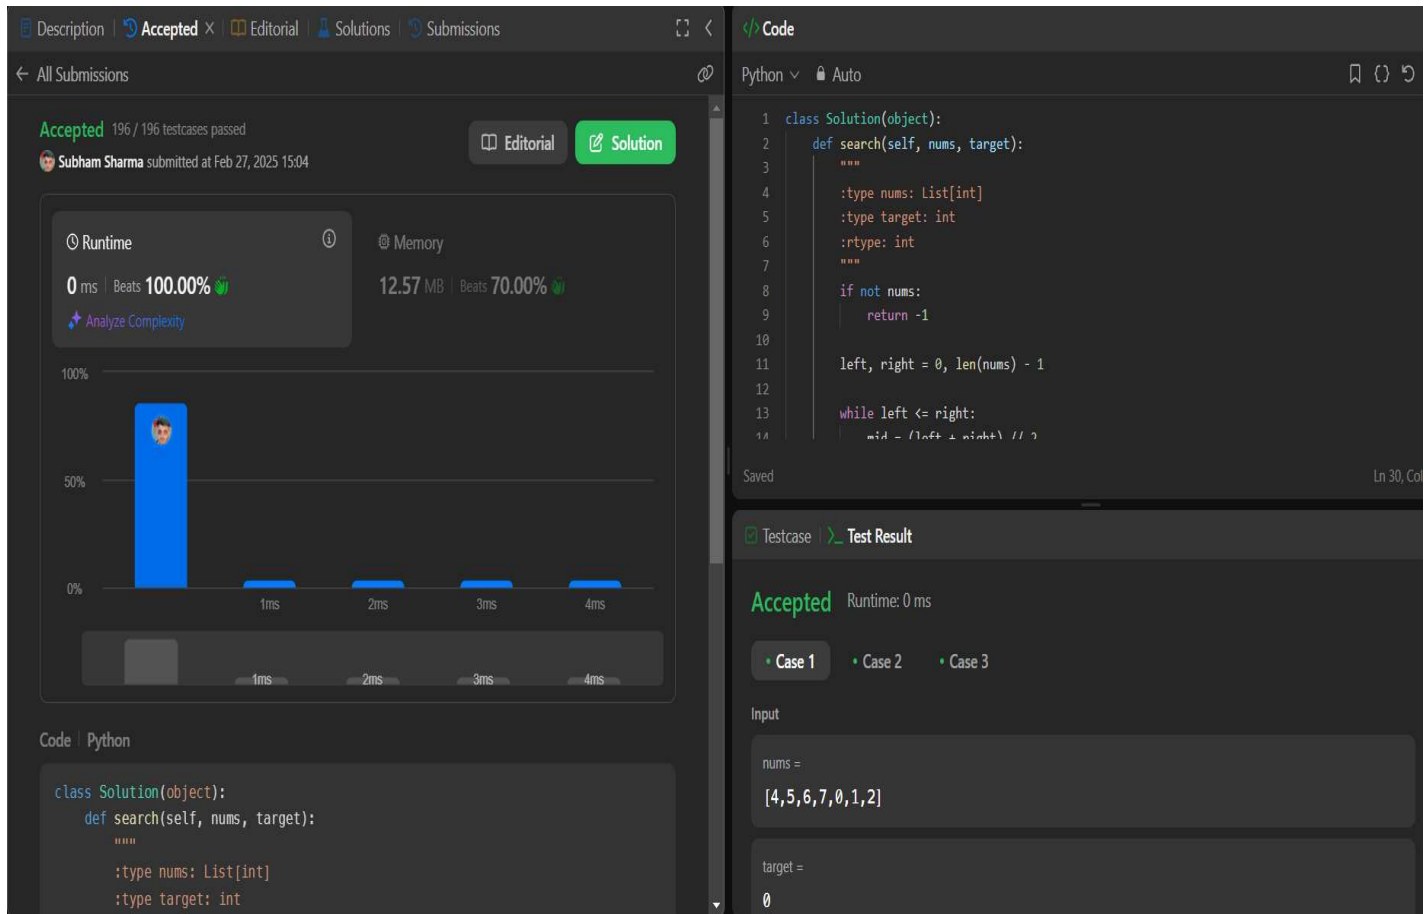 Description | Accepted × | Editorial | Solutions | Submissions
All Submissions
Accepted 196 / 196 testcases passed
Subham Sharma submitted at Feb 27, 2025 15:04
Editorial
Solution
Runtime
0 ms | Beats 100.00%
Analyze Complexity
Memory
12.57 MB | Beats 70.00%
100%
50%
0%
1ms 2ms 3ms 4ms
1ms 2ms 3ms 4ms
Code | Python
class Solution(object):
def search(self, nums, target):
"""
:type nums: List[int]
:type target: int
</> Code
Python Auto
1 class Solution(object):
2 def search(self, nums, target):
3 """
4 :type nums: List[int]
5 :type target: int
6 :rtype: int
7 """
8 if not nums:
9 return -1
10
11 left, right = 0, len(nums) - 1
12
13 while left <= right:
14 mid = (left + right) // 2
Saved
Ln 30, Col
Testcase | >_ Test Result
Accepted Runtime: 0 ms
• Case 1 • Case 2 • Case 3
Input
nums =
[4,5,6,7,0,1,2]
target =
0